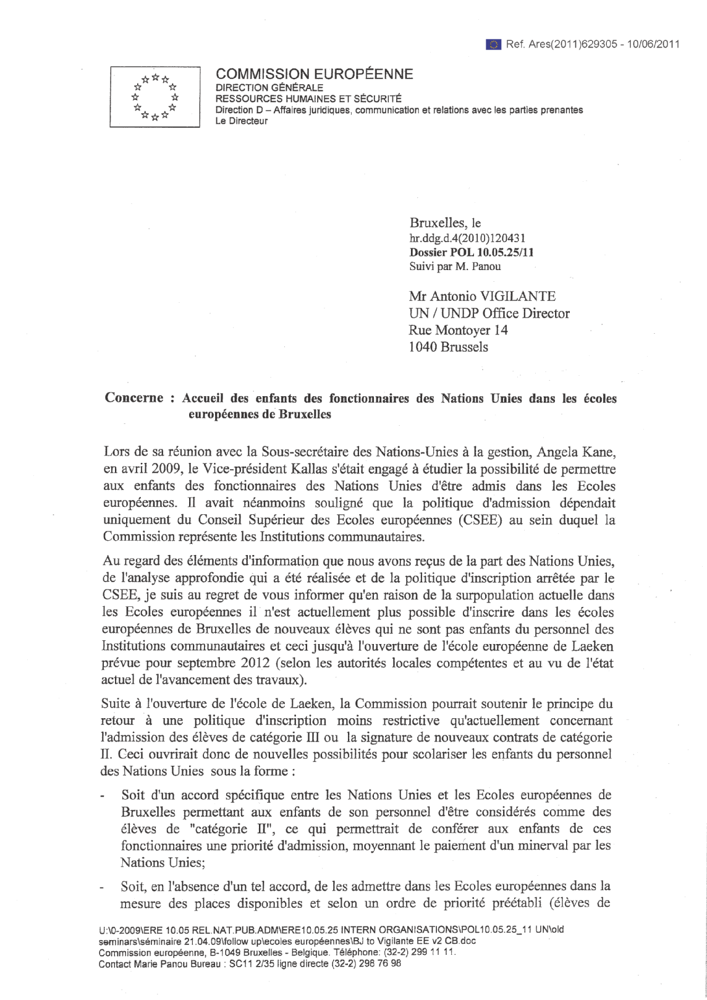 Ref. Ares(2011)629305 - 10/06/2011
COMMISSION EUROPÉENNE
DIRECTION GÉNÉRALE
RESSOURCES HUMAINES ET SÉCURITÉ
Direction D – Affaires juridiques, communication et relations avec les parties prenantes
Le Directeur
Bruxelles, le
hr.ddg.d.4(2010)120431
Dossier POL 10.05.25/11
Suivi par M. Panou
Mr Antonio VIGILANTE
UN / UNDP Office Director
Rue Montoyer 14
1040 Brussels
Concerne : Accueil des enfants des fonctionnaires des Nations Unies dans les écoles
européennes de Bruxelles
Lors de sa réunion avec la Sous-secrétaire des Nations-Unies à la gestion, Angela Kane,
en avril 2009, le Vice-président Kallas s'était engagé à étudier la possibilité de permettre
aux enfants des fonctionnaires des Nations Unies d'être admis dans les Ecoles
européennes. Il avait néanmoins souligné que la politique d'admission dépendait
uniquement du Conseil Supérieur des Ecoles européennes (CSEE) au sein duquel la
Commission représente les Institutions communautaires.
Au regard des éléments d'information que nous avons reçus de la part des Nations Unies,
de l'analyse approfondie qui a été réalisée et de la politique d'inscription arrêtée par le
CSEE, je suis au regret de vous informer qu'en raison de la surpopulation actuelle dans
les Ecoles européennes il n'est actuellement plus possible d'inscrire dans les écoles
européennes de Bruxelles de nouveaux élèves qui ne sont pas enfants du personnel des
Institutions communautaires et ceci jusqu'à l'ouverture de l'école européenne de Laeken
prévue pour septembre 2012 (selon les autorités locales compétentes et au vu de l'état
actuel de l'avancement des travaux).
Suite à l'ouverture de l'école de Laeken, la Commission pourrait soutenir le principe du
retour à une politique d'inscription moins restrictive qu'actuellement concernant
l'admission des élèves de catégorie III ou la signature de nouveaux contrats de catégorie
II. Ceci ouvrirait donc de nouvelles possibilités pour scolariser les enfants du personnel
des Nations Unies sous la forme :
- Soit d'un accord spécifique entre les Nations Unies et les Ecoles européennes de
Bruxelles permettant aux enfants de son personnel d'être considérés comme des
élèves de "catégorie II", ce qui permettrait de conférer aux enfants de ces
fonctionnaires une priorité d'admission, moyennant le paiement d'un minerval par les
Nations Unies;
- Soit, en l'absence d'un tel accord, de les admettre dans les Ecoles européennes dans la
mesure des places disponibles et selon un ordre de priorité préétabli (élèves de
U:\0-2009\ERE 10.05 REL.NAT.PUB.ADM\ERE10.05.25 INTERN ORGANISATIONS\POL10.05.25_11 UN\old
seminars\séminaire 21.04.09\follow up\ecoles européennes\BJ to Vigilante EE v2 CB.doc
Commission européenne, B-1049 Bruxelles - Belgique. Téléphone: (32-2) 299 11 11.
Contact Marie Panou Bureau : SC11 2/35 ligne directe (32-2) 298 76 98